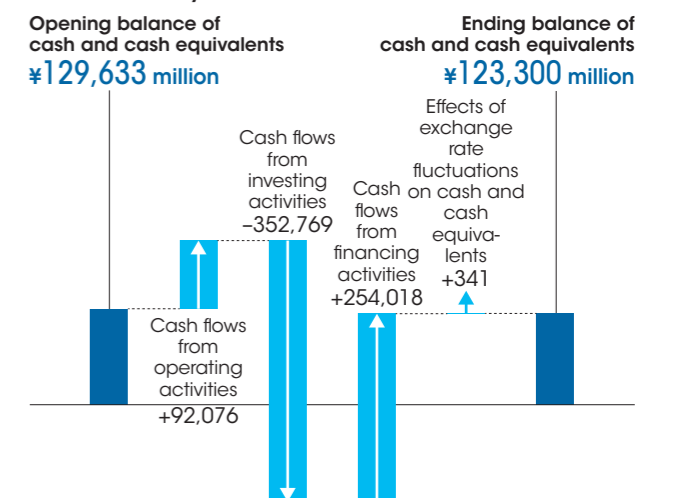 Opening balance of
cash and cash equivalents
¥129,633 million
Ending balance of
cash and cash equivalents
¥123,300 million
Cash flows
from
operating
activities
+92,076
Cash flows
from
investing
activities
–352,769
Cash
flows
from
financing
activities
+254,018
Effects of
exchange
rate
fluctuations
on cash and
cash
equiva-
lents
+341